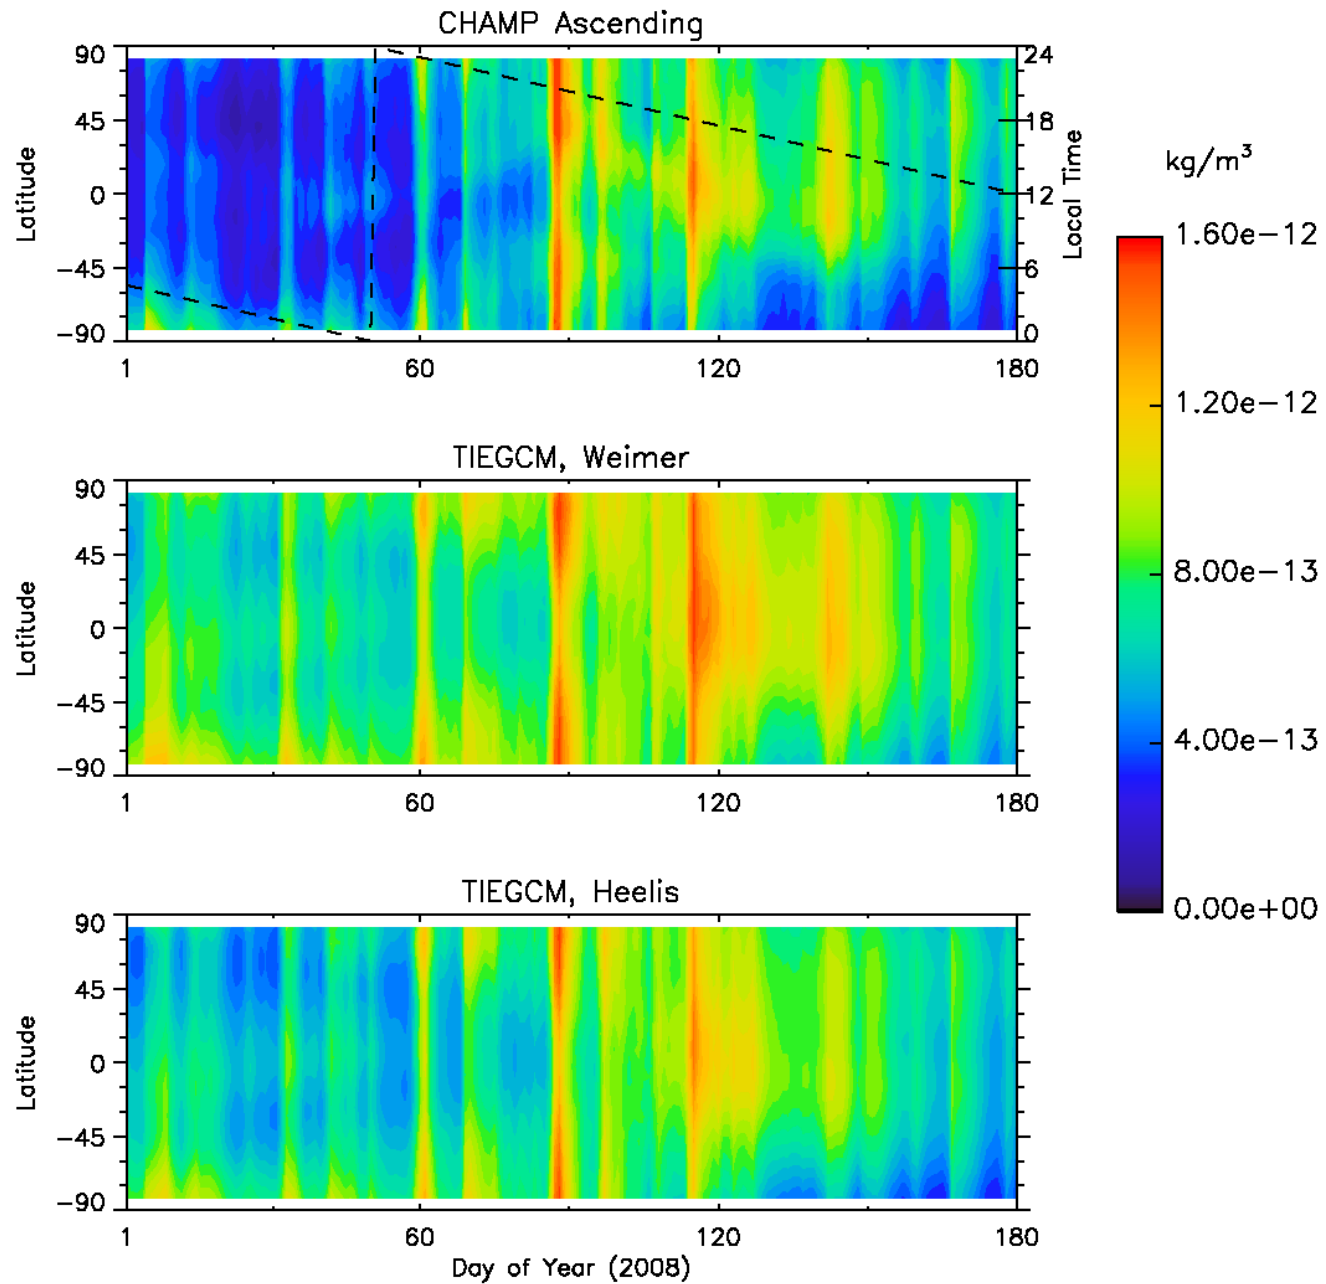 CHAMP Ascending
90
45
0
−45
−90
Latitude
24
18
12
6
0
Local Time
1
60
120
180
kg/m³
1.60e−12
1.20e−12
8.00e−13
4.00e−13
0.00e+00
TIEGCM, Weimer
90
45
0
−45
−90
Latitude
1
60
120
180
TIEGCM, Heelis
90
45
0
−45
−90
Latitude
1
60
120
180
Day of Year (2008)